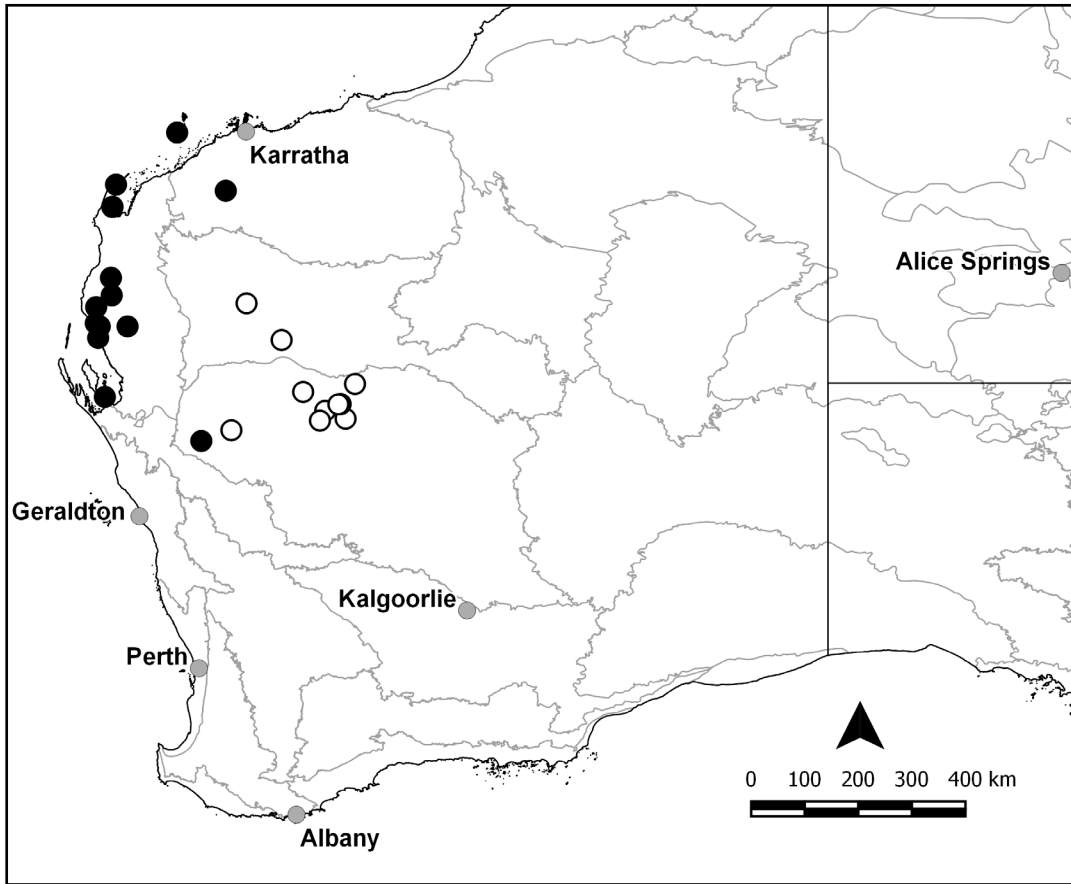 Karratha
Alice Springs
Geraldton
Kalgoorlie
Perth
0 100 200 300 400 km
Albany